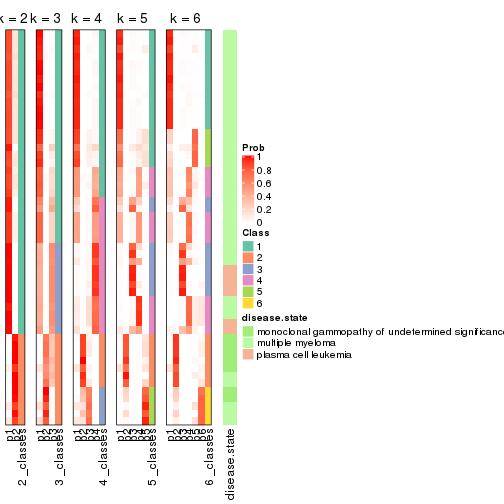 k = 2 k = 3 k = 4 k = 5 k = 6
Prob
1
0.8
0.6
0.4
0.2
0
Class
1
2
3
4
5
6
disease.state
monoclonal gammopathy of undetermined significance
multiple myeloma
plasma cell leukemia
p1
p2
2_classes
p1
p2
p3
3_classes
p1
p2
p3
p4
4_classes
p1
p2
p3
p4
p5
5_classes
p1
p2
p3
p4
p5
p6
6_classes
disease.state